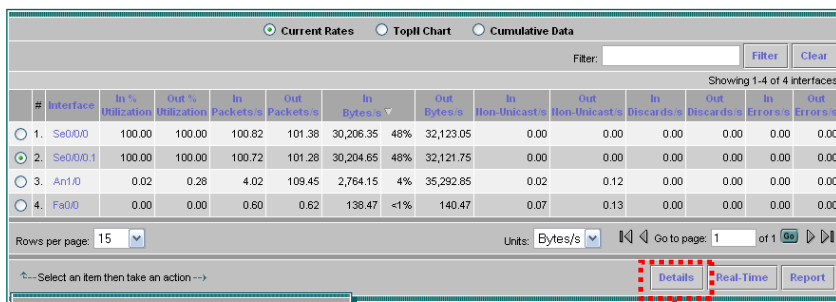 Current Rates TopN Chart Cumulative Data
Filter: Filter Clear
Showing 1-4 of 4 interfaces
# Interface In % Utilization Out % Utilization In Packets/s Out Packets/s In Bytes/s Out Bytes/s In Non-Unicast/s Out Non-Unicast/s In Discards/s Out Discards/s In Errors/s Out Errors/s
1. Se0/0/0 100.00 100.00 100.82 101.38 30,206.35 48% 32,123.05 0.00 0.00 0.00 0.00 0.00 0.00
2. Se0/0/0.1 100.00 100.00 100.72 101.28 30,204.65 48% 32,121.75 0.00 0.00 0.00 0.00 0.00 0.00
3. An1/0 0.02 0.28 4.02 109.45 2,764.15 4% 35,292.85 0.02 0.12 0.00 0.00 0.00 0.00
4. Fa0/0 0.00 0.00 0.60 0.62 138.47 <1% 140.47 0.07 0.13 0.00 0.00 0.00 0.00
Rows per page: 15 Units: Bytes/s Go to page: 1 of 1 Go
--Select an item then take an action--> Details Real-Time Report